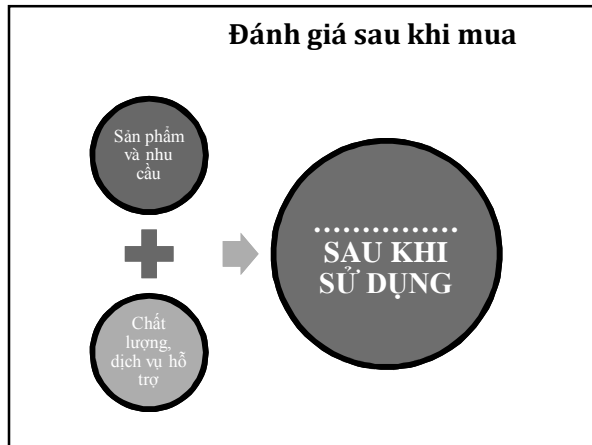 Đánh giá sau khi mua
Sản phẩm
và nhu
cầu
Chất
lượng,
dịch vụ hỗ
trợ
……………
SAU KHI
SỬ DỤNG